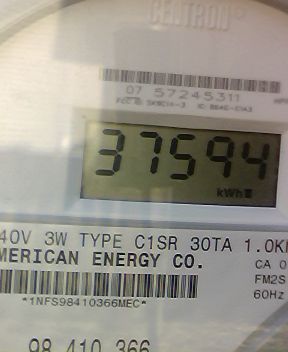 CENTRON®
07 57245311
37594
kWh
40V 3W TYPE C1SR 30TA 1.0K
MERICAN ENERGY CO.
CA 0
FM2S
60Hz
*1NFS98410366MEC*
98 410 366